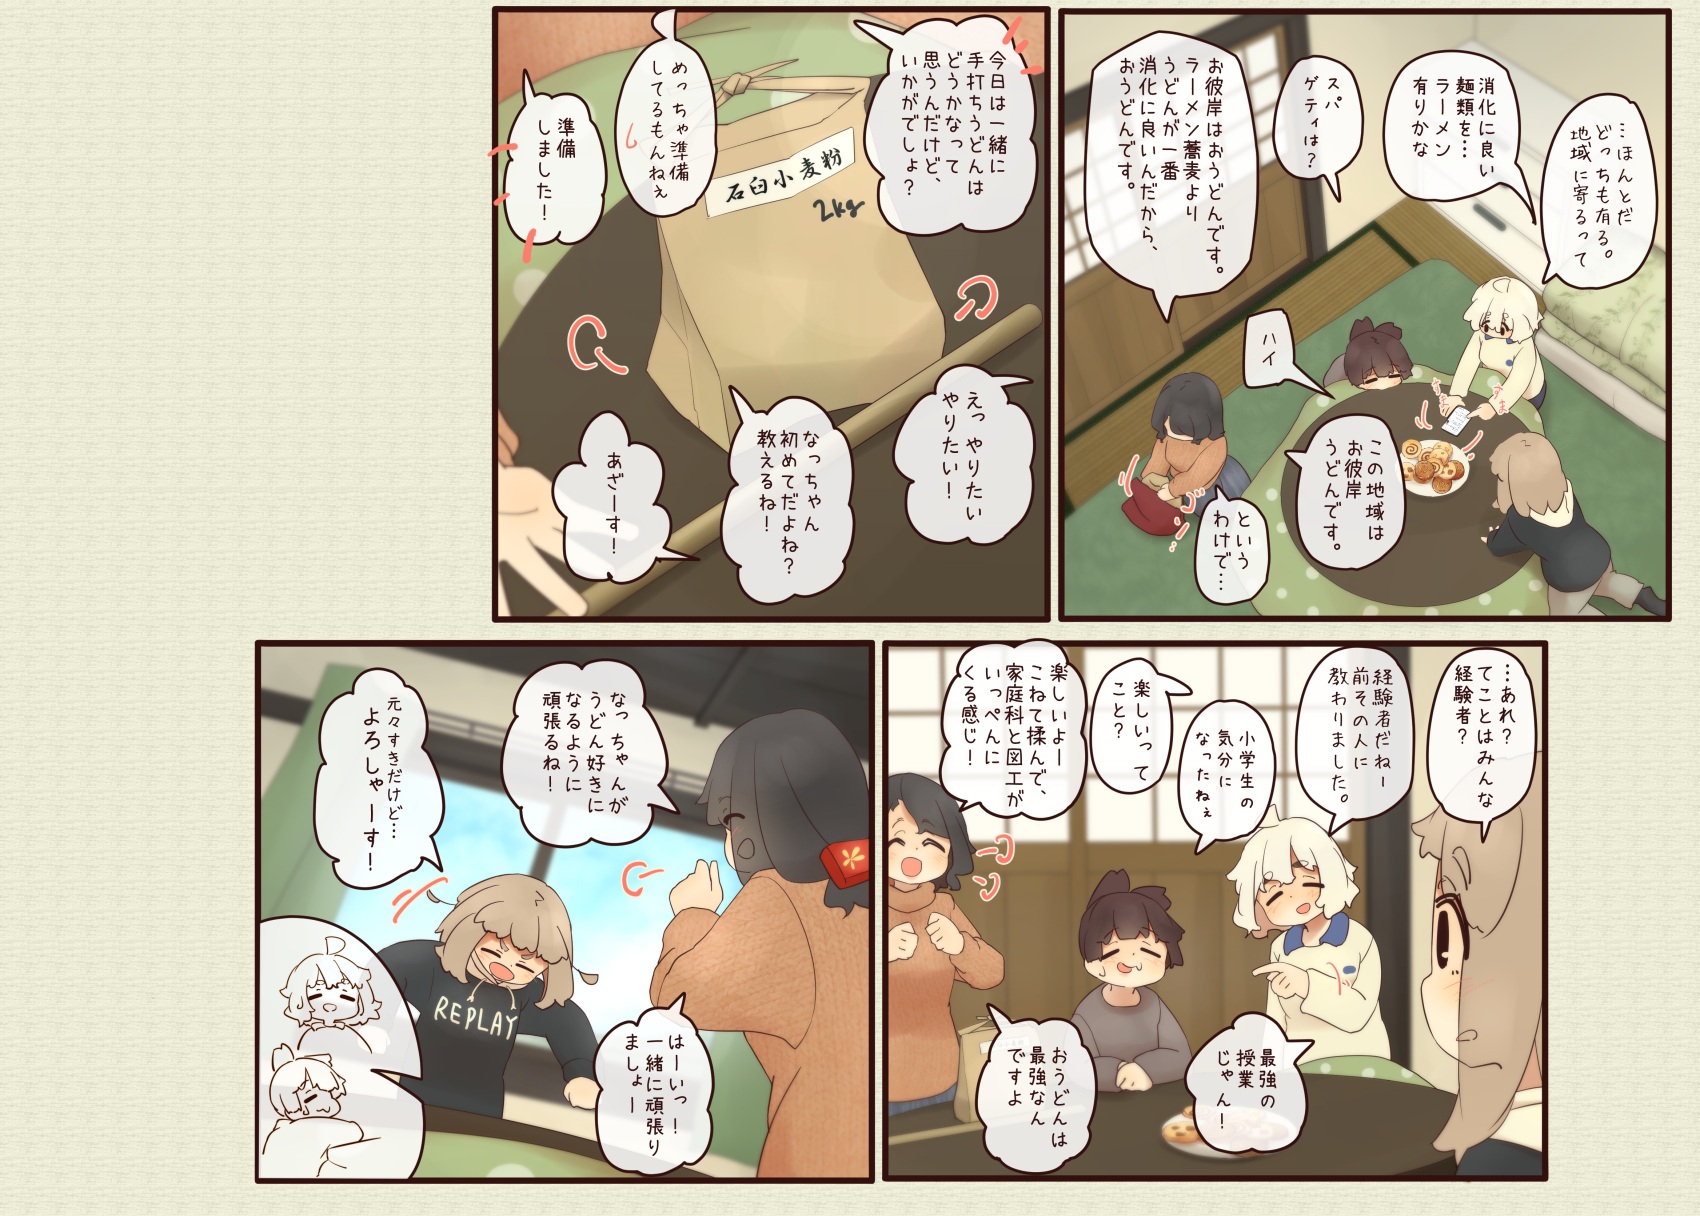 …ほんとだ
どっちも有る。
地域に寄るって
消化に良い
麺類を…
ラーメン
有りかな
スパ
ゲティは？
お彼岸はおうどんです。
ラーメン蕎麦より
うどんが一番
消化に良いんだから、
おうどんです。
ハイ
この地域は
お彼岸
うどんです。
という
わけで…
今日は一緒に
手打ちうどんは
どうかなって
思うんだけど、
いかがでしょ？
めっちゃ準備
してるもんねぇ
準備
しました！
石臼小麦粉
2kg
えっ やりたい
やりたい！
なっちゃん
初めてだよね？
教えるね！
あざーす！
…あれ？
てことはみんな
経験者？
経験者だねー
前その人に
教わりました。
小学生の
気分に
なったねぇ
楽しいって
こと？
楽しいよー
こねて揉んで、
家庭科と図工が
いっぺんに
くる感じ！
最強の
授業
じゃん！
おうどんは
最強なん
ですよ
なっちゃんが
うどん好きに
なるように
頑張るね！
元々すきだけど…
よろしゃーす！
REPLAY
はーいっ！
一緒に頑張り
ましょー